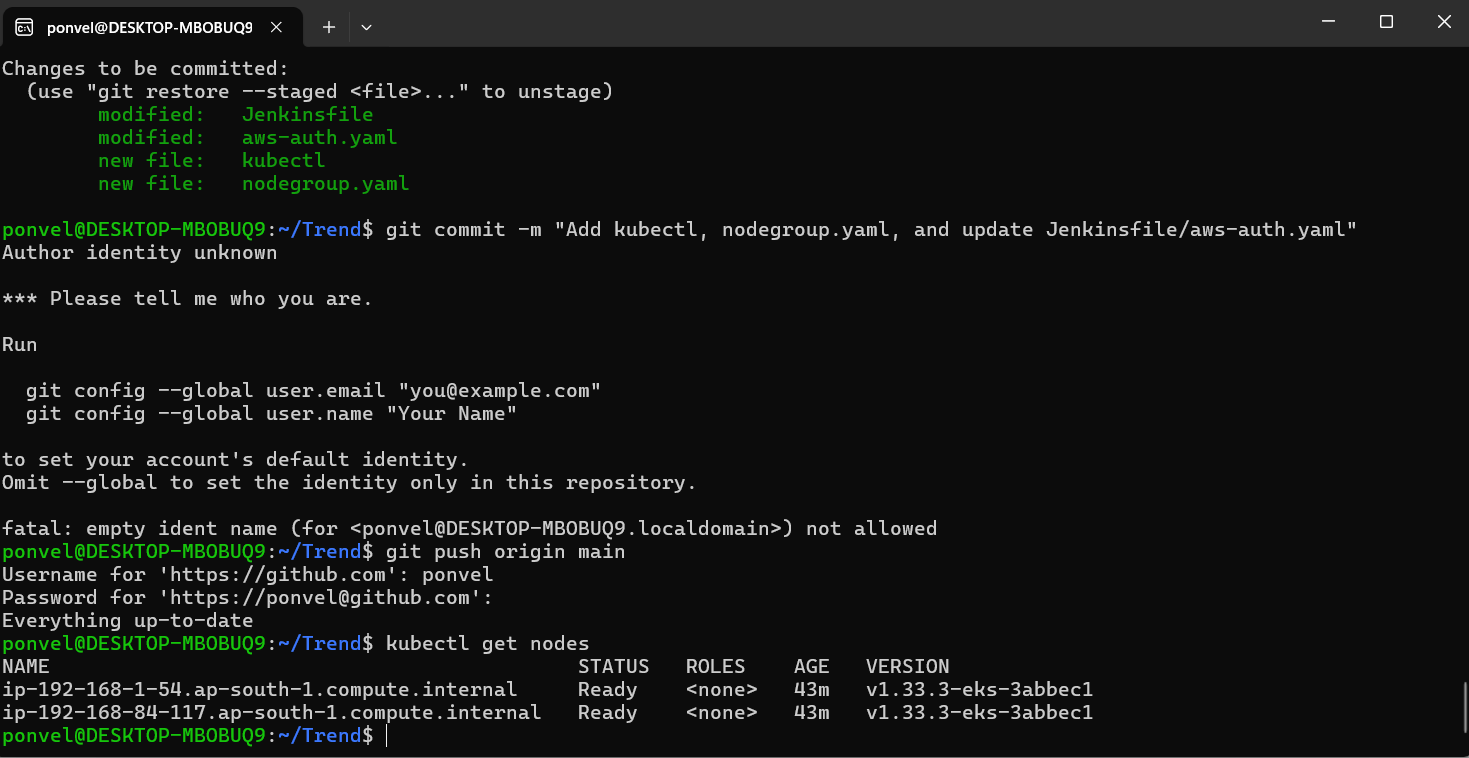 ponvel@DESKTOP-MBOBUQ9
Changes to be committed:
  (use "git restore --staged <file>..." to unstage)
        modified:   Jenkinsfile
        modified:   aws-auth.yaml
        new file:   kubectl
        new file:   nodegroup.yaml
ponvel@DESKTOP-MBOBUQ9:~/Trend$ git commit -m "Add kubectl, nodegroup.yaml, and update Jenkinsfile/aws-auth.yaml"
Author identity unknown
*** Please tell me who you are.
Run
  git config --global user.email "you@example.com"
  git config --global user.name "Your Name"
to set your account's default identity.
Omit --global to set the identity only in this repository.
fatal: empty ident name (for <ponvel@DESKTOP-MBOBUQ9.localdomain>) not allowed
ponvel@DESKTOP-MBOBUQ9:~/Trend$ git push origin main
Username for 'https://github.com': ponvel
Password for 'https://ponvel@github.com':
Everything up-to-date
ponvel@DESKTOP-MBOBUQ9:~/Trend$ kubectl get nodes
NAME                                            STATUS   ROLES    AGE   VERSION
ip-192-168-1-54.ap-south-1.compute.internal     Ready    <none>   43m   v1.33.3-eks-3abbec1
ip-192-168-84-117.ap-south-1.compute.internal   Ready    <none>   43m   v1.33.3-eks-3abbec1
ponvel@DESKTOP-MBOBUQ9:~/Trend$